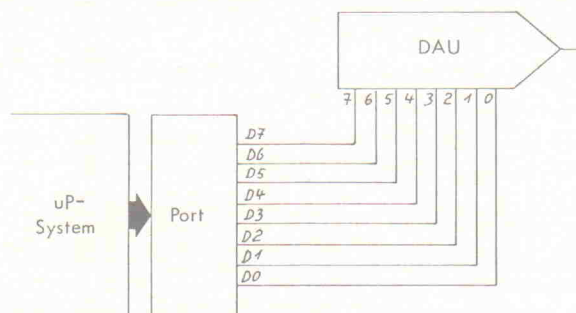 DAU
7 6 5 4 3 2 1 0
D7
D6
D5
D4
D3
D2
D1
D0
uP-
System
Port